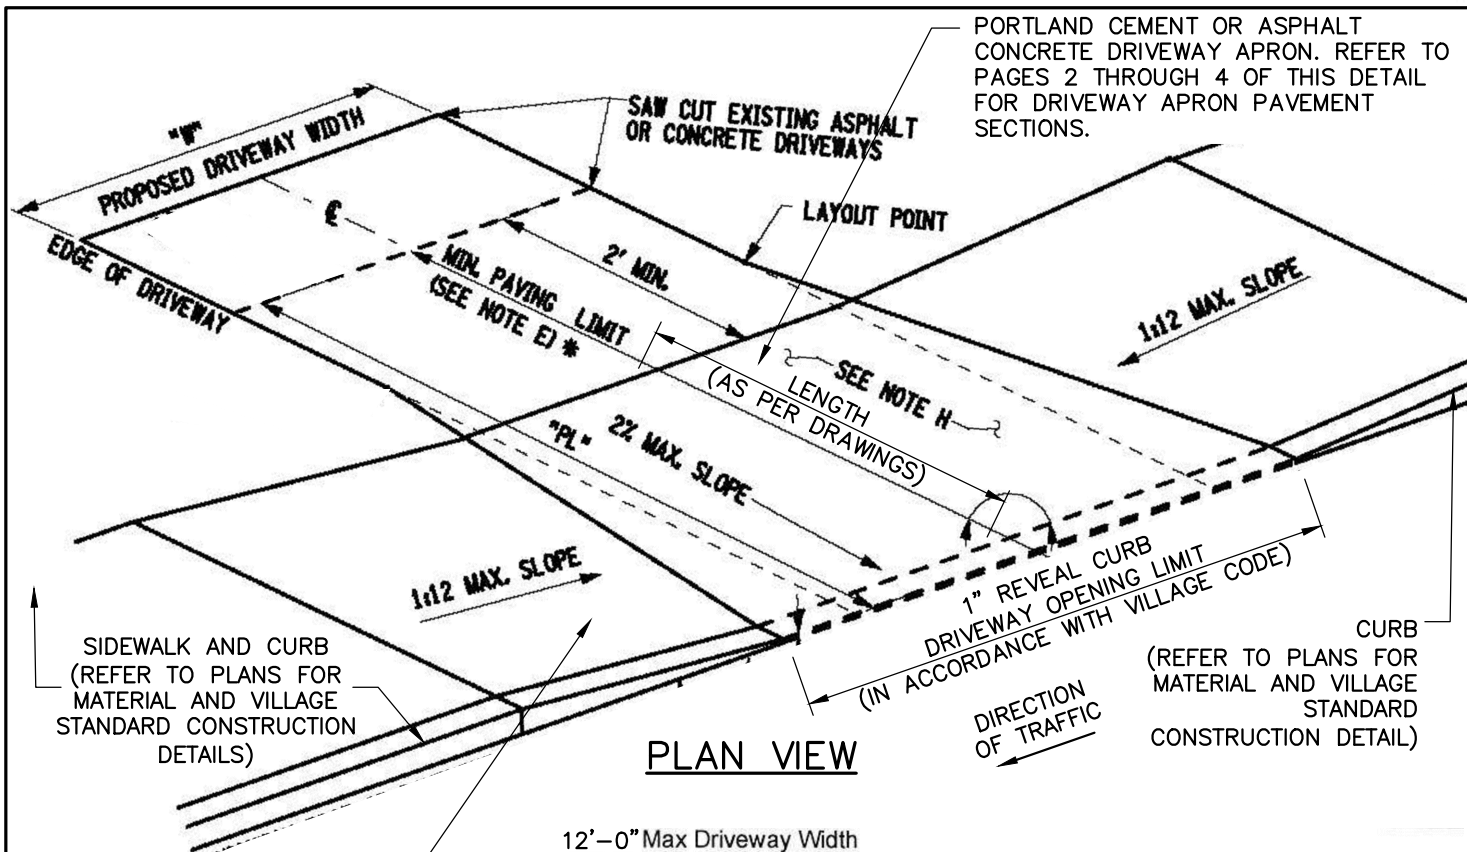 PORTLAND CEMENT OR ASPHALT
CONCRETE DRIVEWAY APRON. REFER TO
PAGES 2 THROUGH 4 OF THIS DETAIL
FOR DRIVEWAY APRON PAVEMENT
SECTIONS.
"W"
PROPOSED DRIVEWAY WIDTH
SAW CUT EXISTING ASPHALT
OR CONCRETE DRIVEWAYS
℄
LAYOUT POINT
EDGE OF DRIVEWAY
2' MIN.
MIN. PAVING LIMIT
(SEE NOTE E) *
1:12 MAX. SLOPE
SEE NOTE H
LENGTH
(AS PER DRAWINGS)
"PL"
2% MAX. SLOPE
1:12 MAX. SLOPE
1" REVEAL CURB
DRIVEWAY OPENING LIMIT
(IN ACCORDANCE WITH VILLAGE CODE)
SIDEWALK AND CURB
(REFER TO PLANS FOR
MATERIAL AND VILLAGE
STANDARD CONSTRUCTION
DETAILS)
CURB
(REFER TO PLANS FOR
MATERIAL AND VILLAGE
STANDARD
CONSTRUCTION DETAIL)
DIRECTION
OF TRAFFIC
PLAN VIEW
12'-0" Max Driveway Width